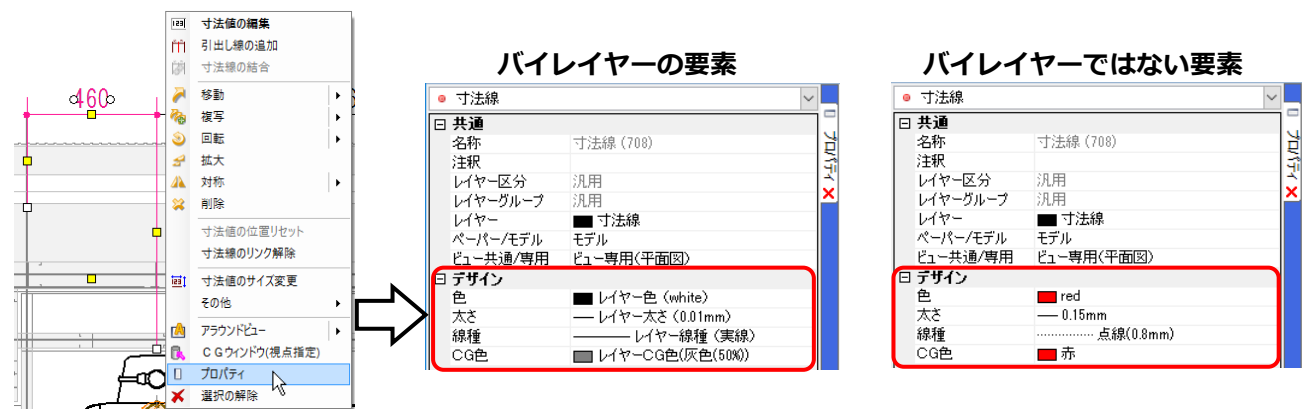 460
寸法値の編集
引出し線の追加
寸法線の結合
移動
複写
回転
拡大
対称
削除
寸法値の位置リセット
寸法線のリンク解除
寸法値のサイズ変更
その他
アラウンドビュー
CGウィンドウ(視点指定)
プロパティ
選択の解除
バイレイヤーの要素
寸法線
プロパティ
共通
名称 寸法線 (708)
注釈
レイヤー区分 汎用
レイヤーグループ 汎用
レイヤー 寸法線
ペーパー/モデル モデル
ビュー共通/専用 ビュー専用(平面図)
デザイン
色 レイヤー色 (white)
太さ レイヤー太さ (0.01mm)
線種 レイヤー線種 (実線)
CG色 レイヤーCG色(灰色(50%))
バイレイヤーではない要素
寸法線
プロパティ
共通
名称 寸法線 (708)
注釈
レイヤー区分 汎用
レイヤーグループ 汎用
レイヤー 寸法線
ペーパー/モデル モデル
ビュー共通/専用 ビュー専用(平面図)
デザイン
色 red
太さ 0.15mm
線種 点線(0.8mm)
CG色 赤